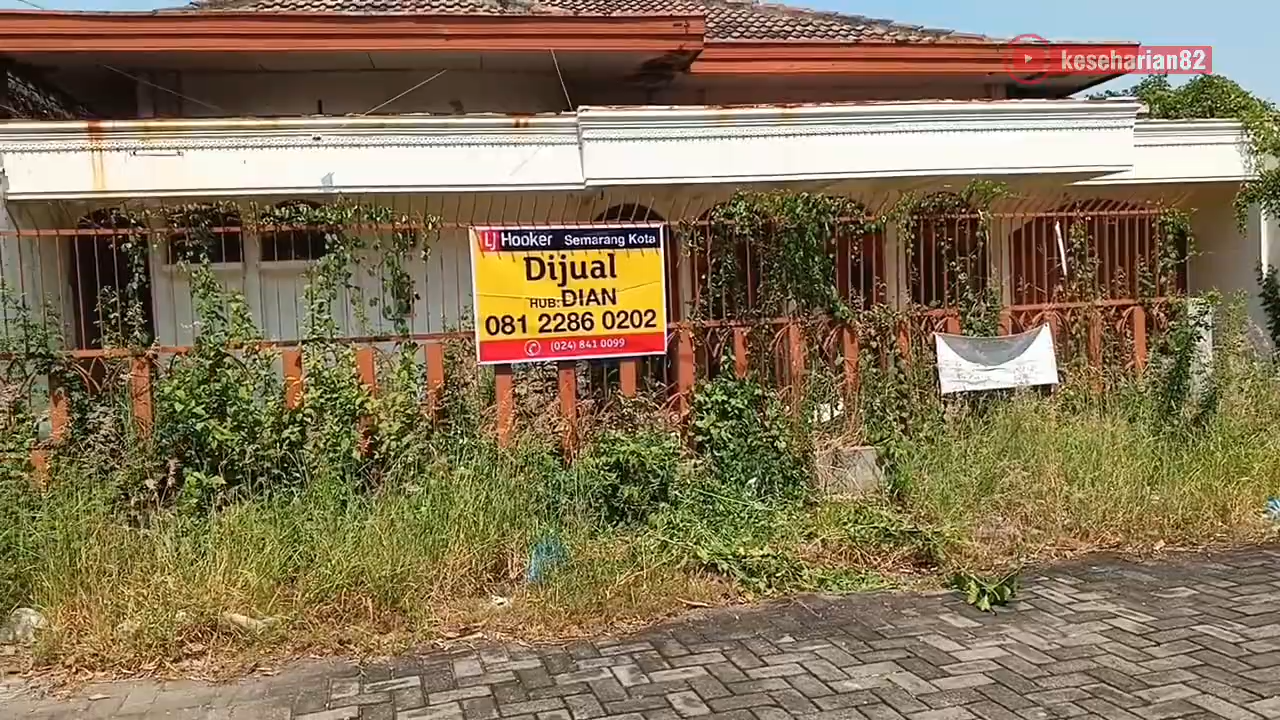 keseharian82
LJ Hooker Semarang Kota
Dijual
HUB: DIAN
081 2286 0202
(024) 841 0099